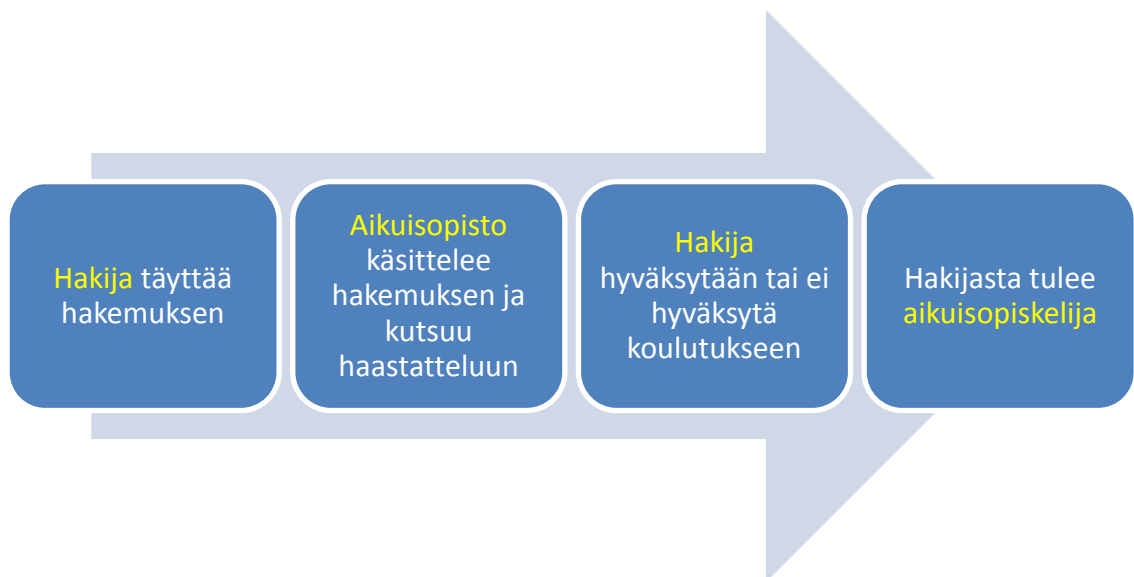 Hakija täyttää
hakemuksen
Aikuisopisto
käsittelee
hakemuksen ja
kutsuu
haastatteluun
Hakija
hyväksytään tai ei
hyväksytä
koulutukseen
Hakijasta tulee
aikuisopiskelija